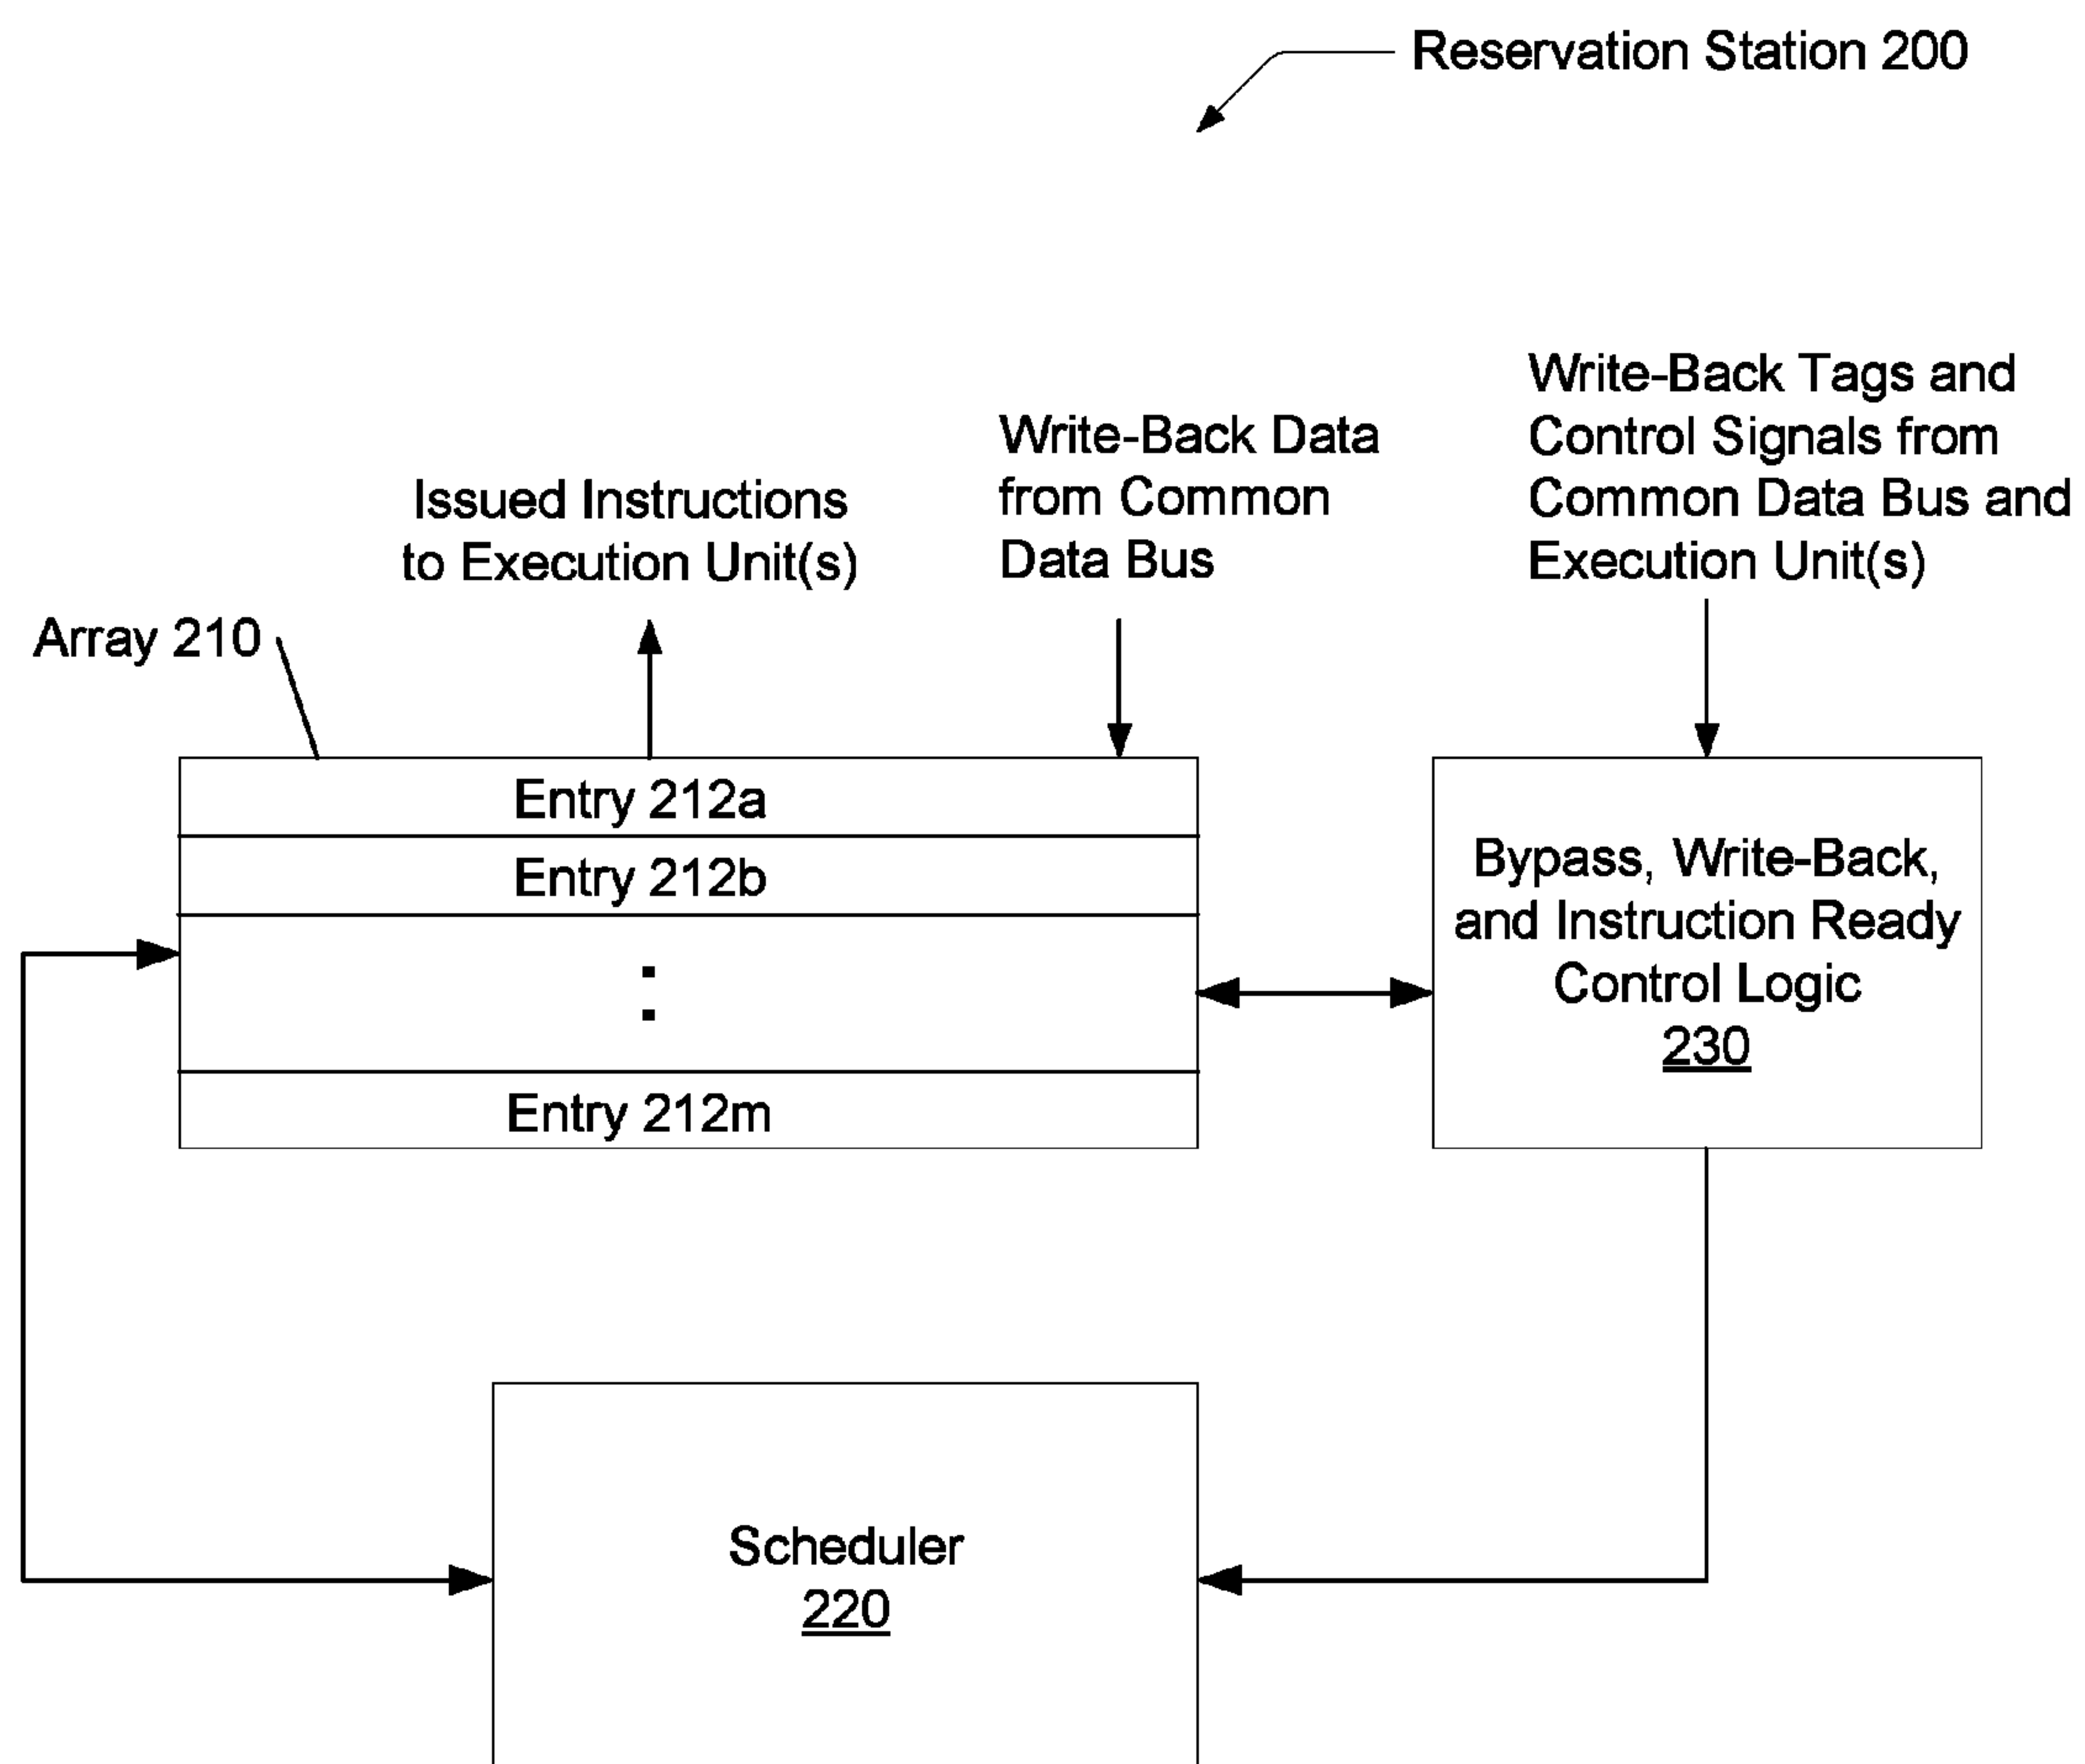 Reservation Station 200
Write-Back Tags and
Control Signals from
Common Data Bus and
Execution Unit(s)
Write-Back Data
from Common
Data Bus
Issued Instructions
to Execution Unit(s)
Array 210
Entry 212a
Entry 212b
:
Entry 212m
Bypass, Write-Back,
and Instruction Ready
Control Logic
230
Scheduler
220